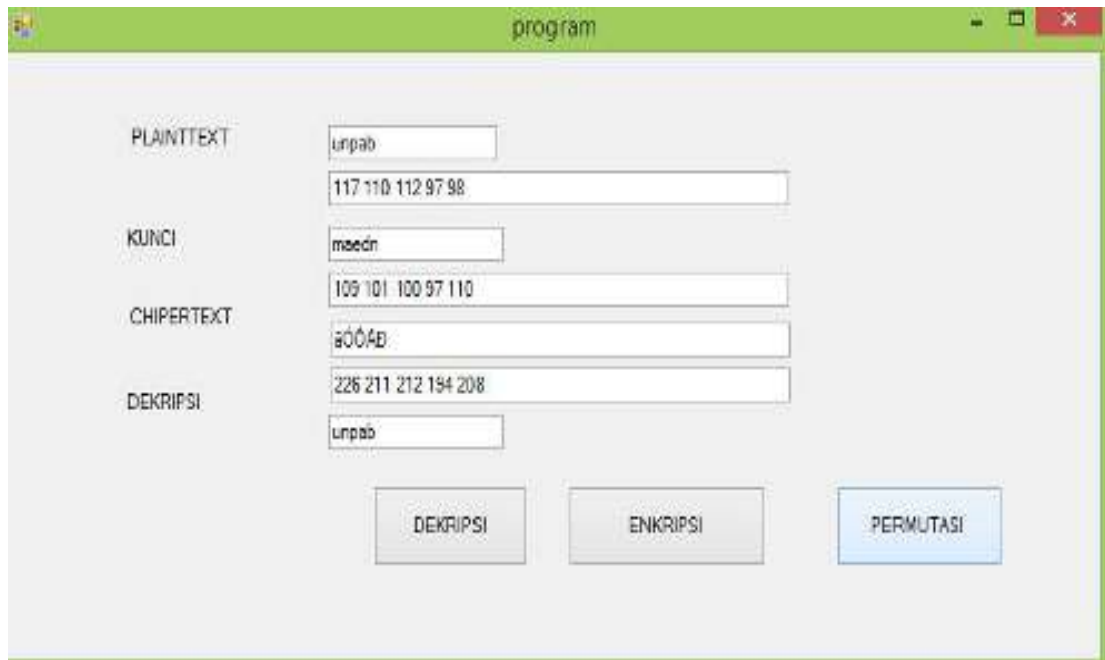 program
PLAINTTEXT
unpab
117 110 112 97 98
KUNCI
maedn
109 101 100 97 110
CHIPERTEXT
âÓÔÂÐ
226 211 212 194 208
DEKRIPSI
unpab
DEKRIPSI
ENKRIPSI
PERMUTASI